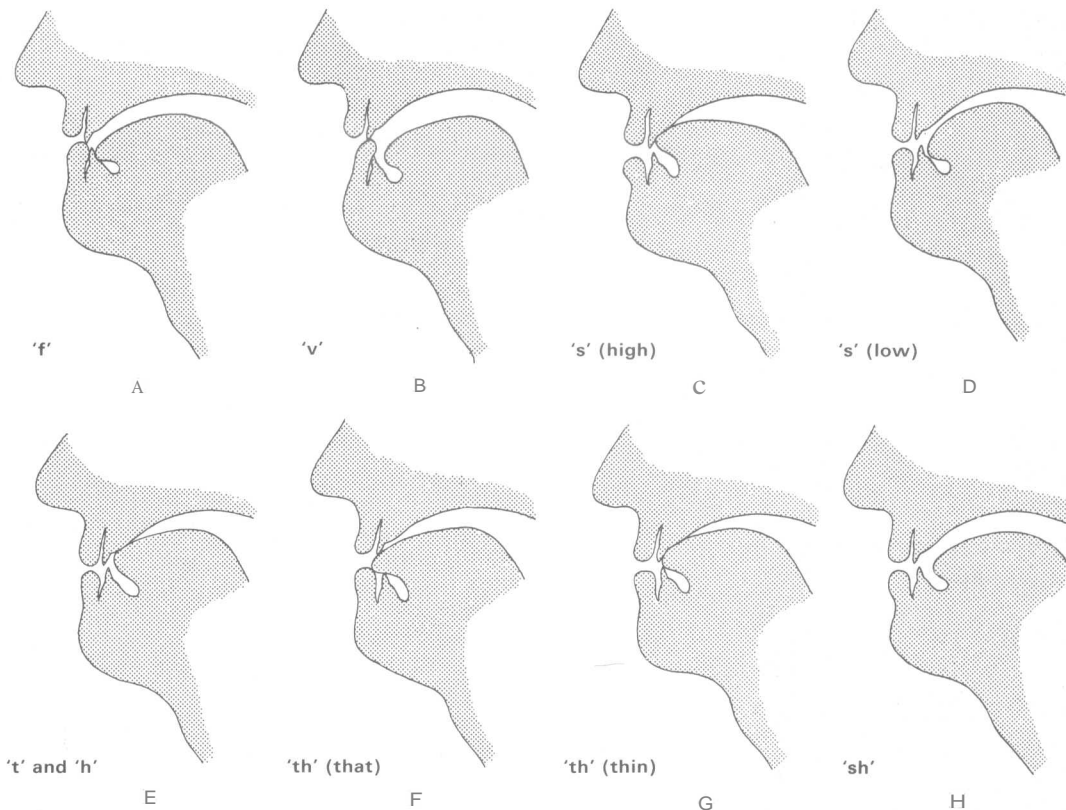 'f' 'v' 's' (high) 's' (low)
A B C D
't' and 'h' 'th' (that) 'th' (thin) 'sh'
E F G H